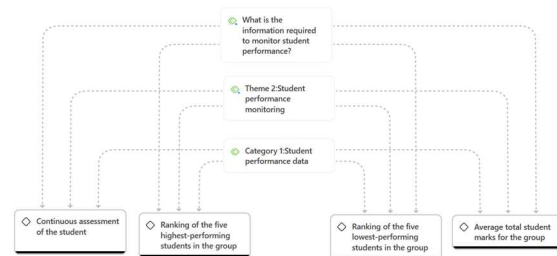 What is the
information required
to monitor student
performance?
Theme 2:Student
performance
monitoring
Category 1:Student
performance data
Continuous assessment
of the student
Ranking of the five
highest-performing
students in the group
Ranking of the five
lowest-performing
students in the group
Average total student
marks for the group